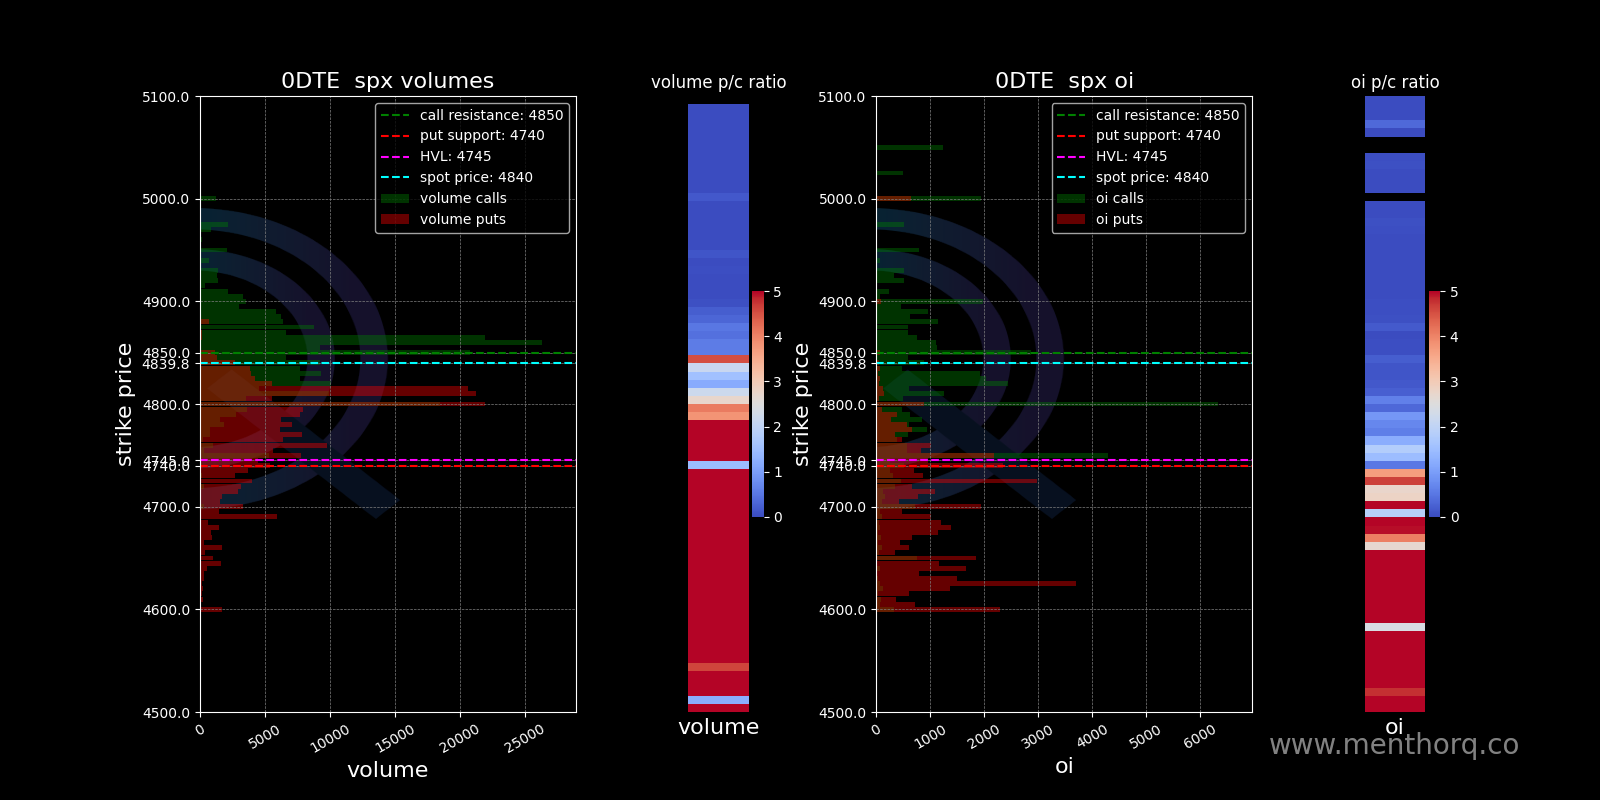 0DTE  spx volumes
volume p/c ratio
0DTE  spx oi
oi p/c ratio
5100.0
5000.0
4900.0
4850.0
4839.8
4800.0
4745.0
4740.0
4700.0
4600.0
4500.0
strike price
call resistance: 4850
put support: 4740
HVL: 4745
spot price: 4840
volume calls
volume puts
0
5000
10000
15000
20000
25000
volume
5
4
3
2
1
0
volume
5100.0
5000.0
4900.0
4850.0
4839.8
4800.0
4745.0
4740.0
4700.0
4600.0
4500.0
strike price
call resistance: 4850
put support: 4740
HVL: 4745
spot price: 4840
oi calls
oi puts
0
1000
2000
3000
4000
5000
6000
oi
5
4
3
2
1
0
oi
www.menthorq.co